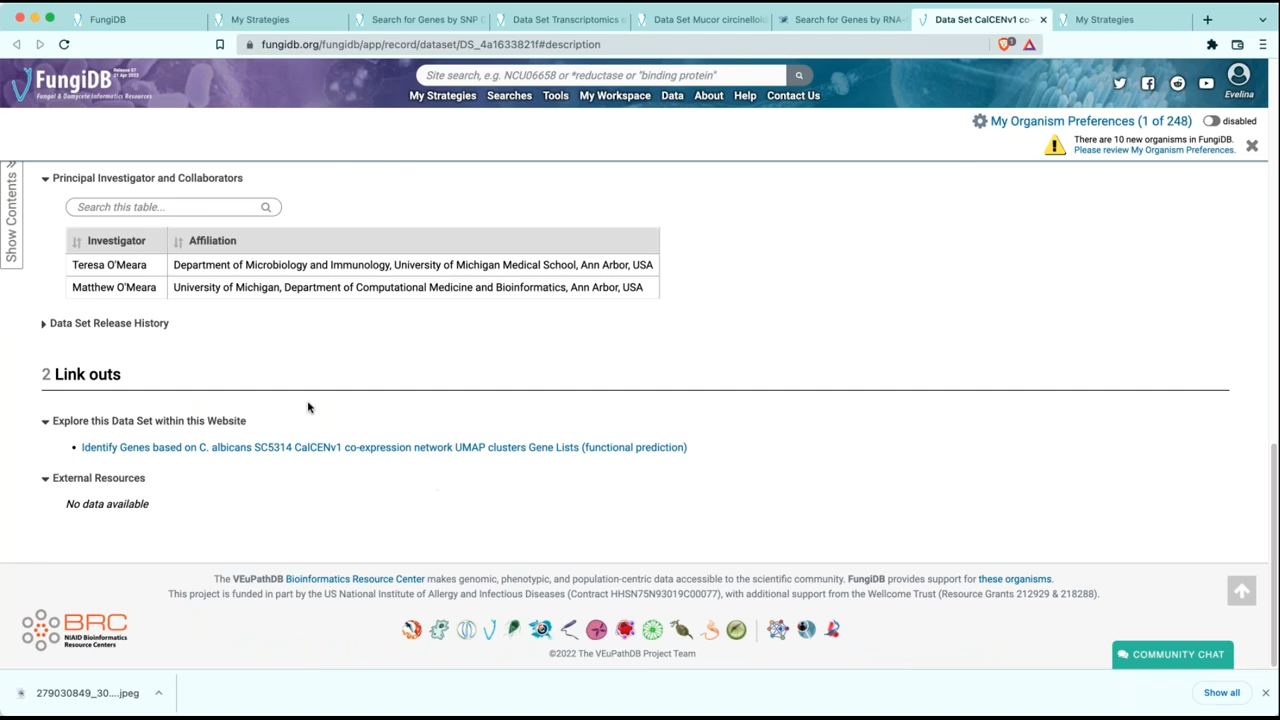 FungiDB
My Strategies
Search for Genes by SNP
Data Set Transcriptomics
Data Set Mucor circinelloid
Search for Genes by RNA-
Data Set CalCENv1 co-
My Strategies
fungidb.org/fungidb/app/record/dataset/DS_4a1633821f#description
FungiDB
Release 57
21 Apr 2022
Fungal & Oomycete Informatics Resources
Site search, e.g. NCU06658 or *reductase or "binding protein"
My Strategies Searches Tools My Workspace Data About Help Contact Us
Evelina
My Organism Preferences (1 of 248) disabled
There are 10 new organisms in FungiDB.
Please review My Organism Preferences.
Show Contents
Principal Investigator and Collaborators
Search this table...
Investigator Affiliation
Teresa O'Meara Department of Microbiology and Immunology, University of Michigan Medical School, Ann Arbor, USA
Matthew O'Meara University of Michigan, Department of Computational Medicine and Bioinformatics, Ann Arbor, USA
Data Set Release History
2 Link outs
Explore this Data Set within this Website
• Identify Genes based on C. albicans SC5314 CalCENv1 co-expression network UMAP clusters Gene Lists (functional prediction)
External Resources
No data available
The VEuPathDB Bioinformatics Resource Center makes genomic, phenotypic, and population-centric data accessible to the scientific community. FungiDB provides support for these organisms.
This project is funded in part by the US National Institute of Allergy and Infectious Diseases (Contract HHSN75N93019C00077), with additional support from the Wellcome Trust (Resource Grants 212929 & 218288).
BRC
NIAID Bioinformatics
Resource Centers
©2022 The VEuPathDB Project Team
COMMUNITY CHAT
279030849_30....jpeg
Show all